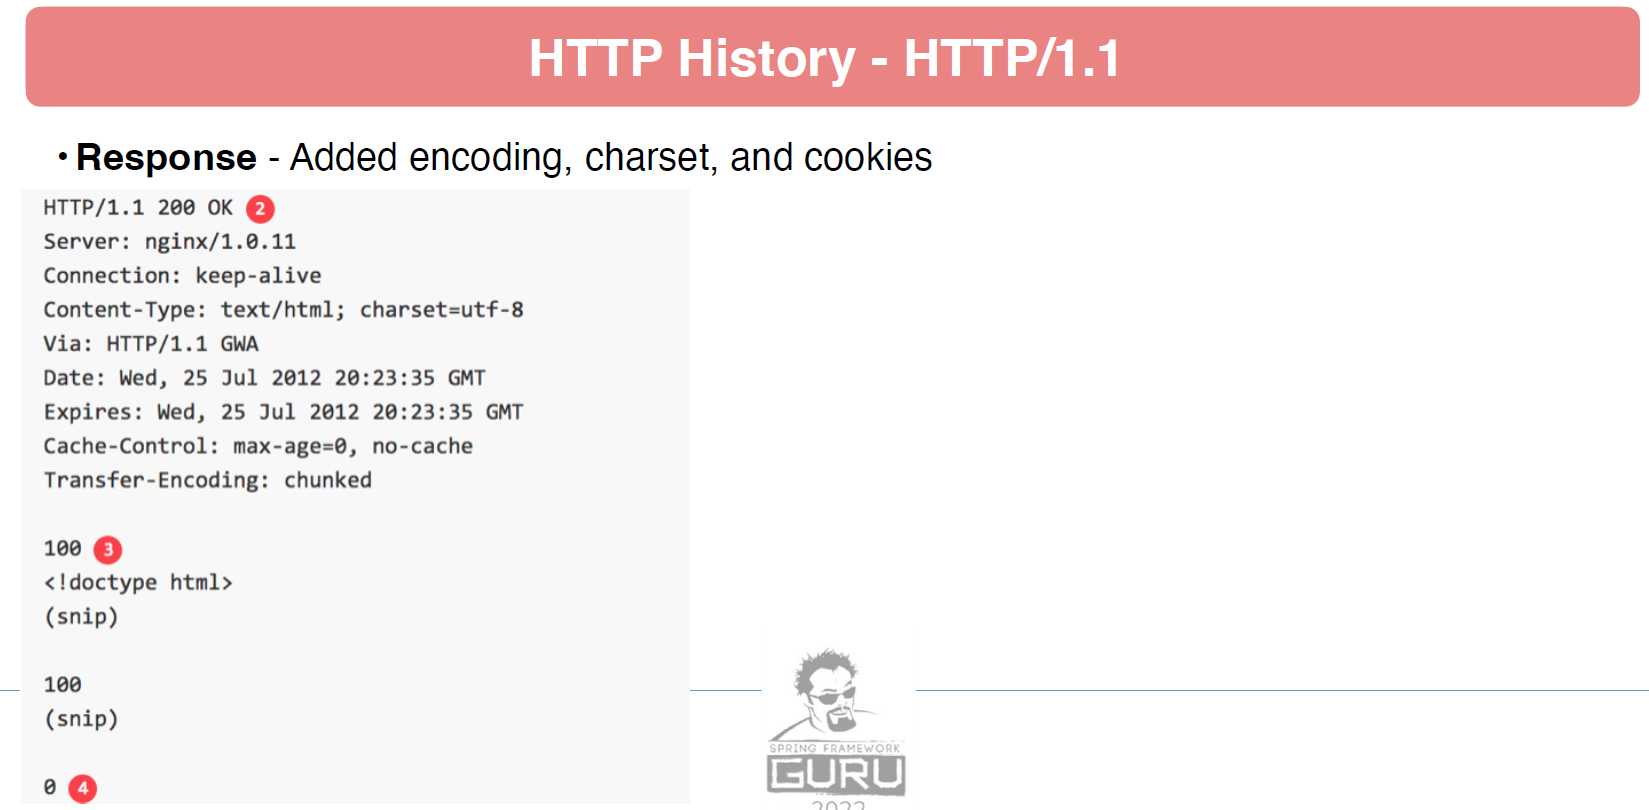 HTTP History - HTTP/1.1
• Response - Added encoding, charset, and cookies
HTTP/1.1 200 OK 2
Server: nginx/1.0.11
Connection: keep-alive
Content-Type: text/html; charset=utf-8
Via: HTTP/1.1 GWA
Date: Wed, 25 Jul 2012 20:23:35 GMT
Expires: Wed, 25 Jul 2012 20:23:35 GMT
Cache-Control: max-age=0, no-cache
Transfer-Encoding: chunked
100 3
<!doctype html>
(snip)
100
(snip)
0 4
SPRING FRAMEWORK
GURU
2022